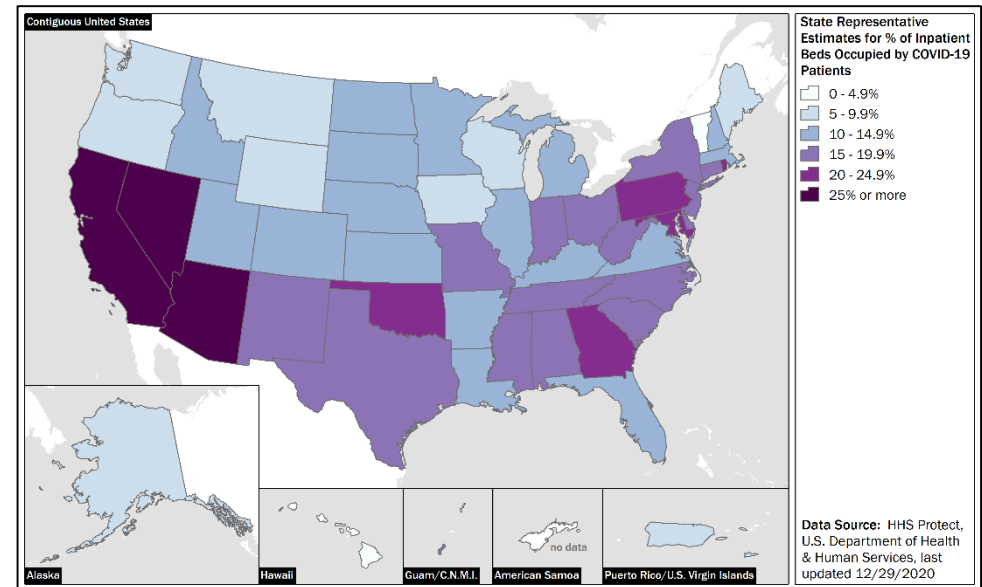 Contiguous United States
State Representative
Estimates for % of Inpatient
Beds Occupied by COVID-19
Patients
0 - 4.9%
5 - 9.9%
10 - 14.9%
15 - 19.9%
20 - 24.9%
25% or more
no data
Alaska
Hawaii
Guam/C.N.M.I.
American Samoa
Puerto Rico/U.S. Virgin Islands
Data Source: HHS Protect,
U.S. Department of Health
& Human Services, last
updated 12/29/2020